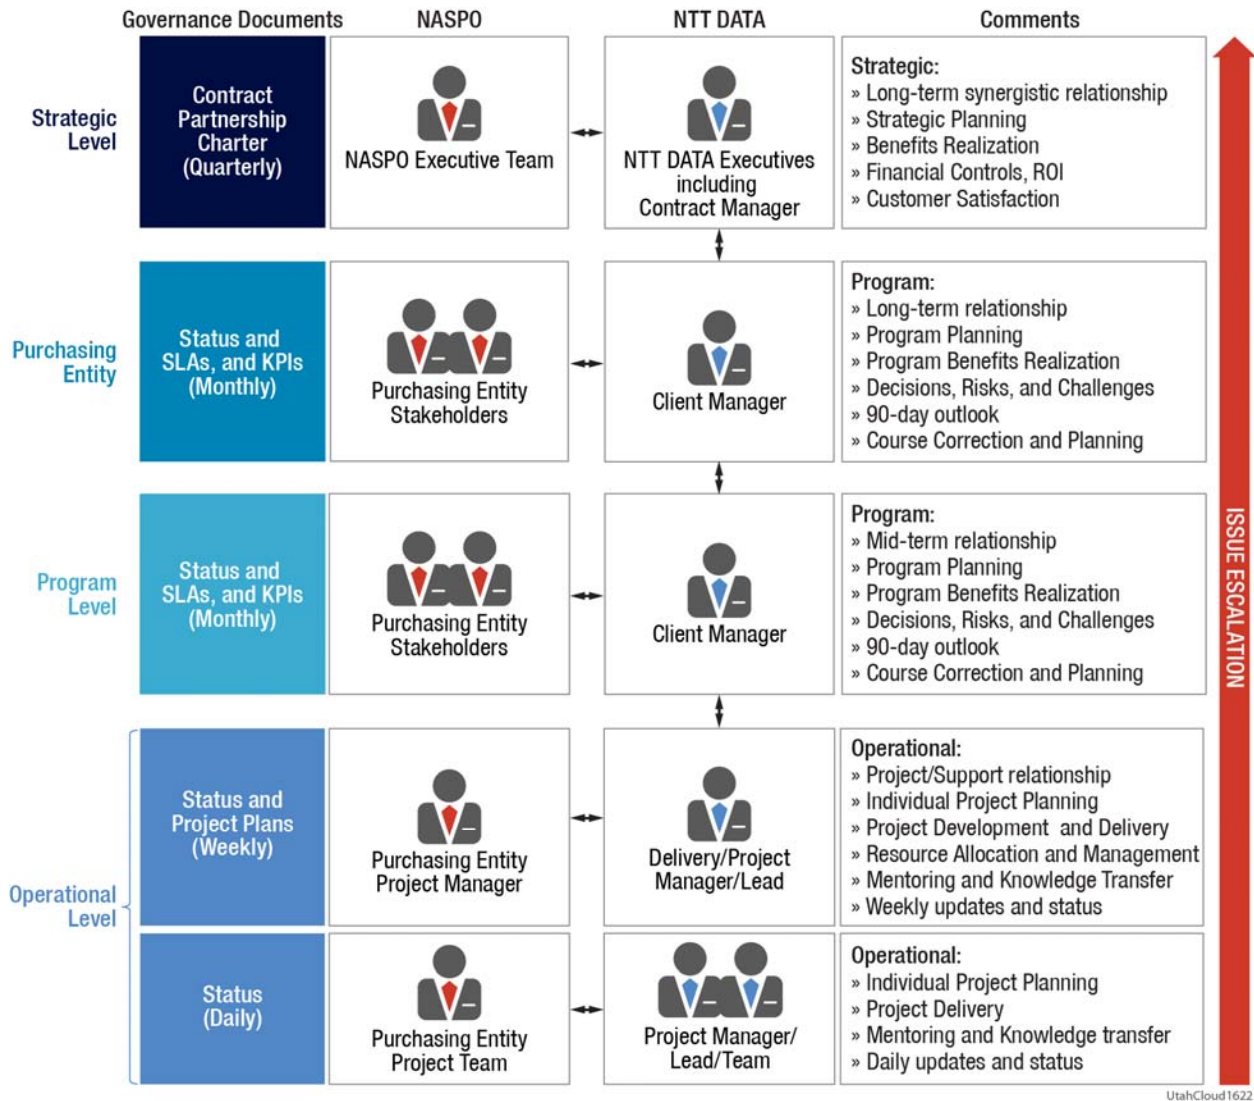 Governance Documents
NASPO
NTT DATA
Comments
Strategic
Level
Contract
Partnership
Charter
(Quarterly)
NASPO Executive Team
NTT DATA Executives
including
Contract Manager
Strategic:
» Long-term synergistic relationship
» Strategic Planning
» Benefits Realization
» Financial Controls, ROI
» Customer Satisfaction
Purchasing
Entity
Status and
SLAs, and KPIs
(Monthly)
Purchasing Entity
Stakeholders
Client Manager
Program:
» Long-term relationship
» Program Planning
» Program Benefits Realization
» Decisions, Risks, and Challenges
» 90-day outlook
» Course Correction and Planning
Program
Level
Status and
SLAs, and KPIs
(Monthly)
Purchasing Entity
Stakeholders
Client Manager
Program:
» Mid-term relationship
» Program Planning
» Program Benefits Realization
» Decisions, Risks, and Challenges
» 90-day outlook
» Course Correction and Planning
Operational
Level
Status and
Project Plans
(Weekly)
Purchasing Entity
Project Manager
Delivery/Project
Manager/Lead
Operational:
» Project/Support relationship
» Individual Project Planning
» Project Development  and Delivery
» Resource Allocation and Management
» Mentoring and Knowledge Transfer
» Weekly updates and status
Status
(Daily)
Purchasing Entity
Project Team
Project Manager/
Lead/Team
Operational:
» Individual Project Planning
» Project Delivery
» Mentoring and Knowledge transfer
» Daily updates and status
ISSUE ESCALATION
UtahCloud1622